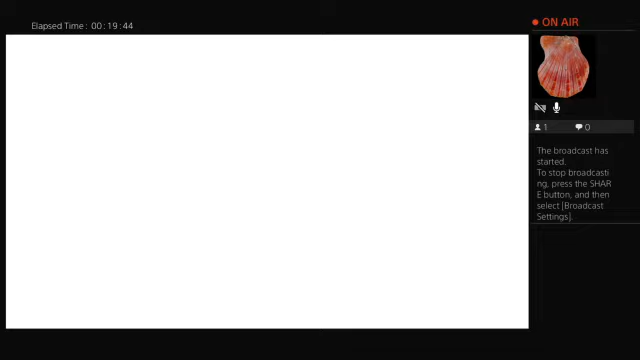 Elapsed Time : 00:19:44
ON AIR
1
0
The broadcast has
started.
To stop broadcasti
ng, press the SHAR
E button, and then
select [Broadcast
Settings].